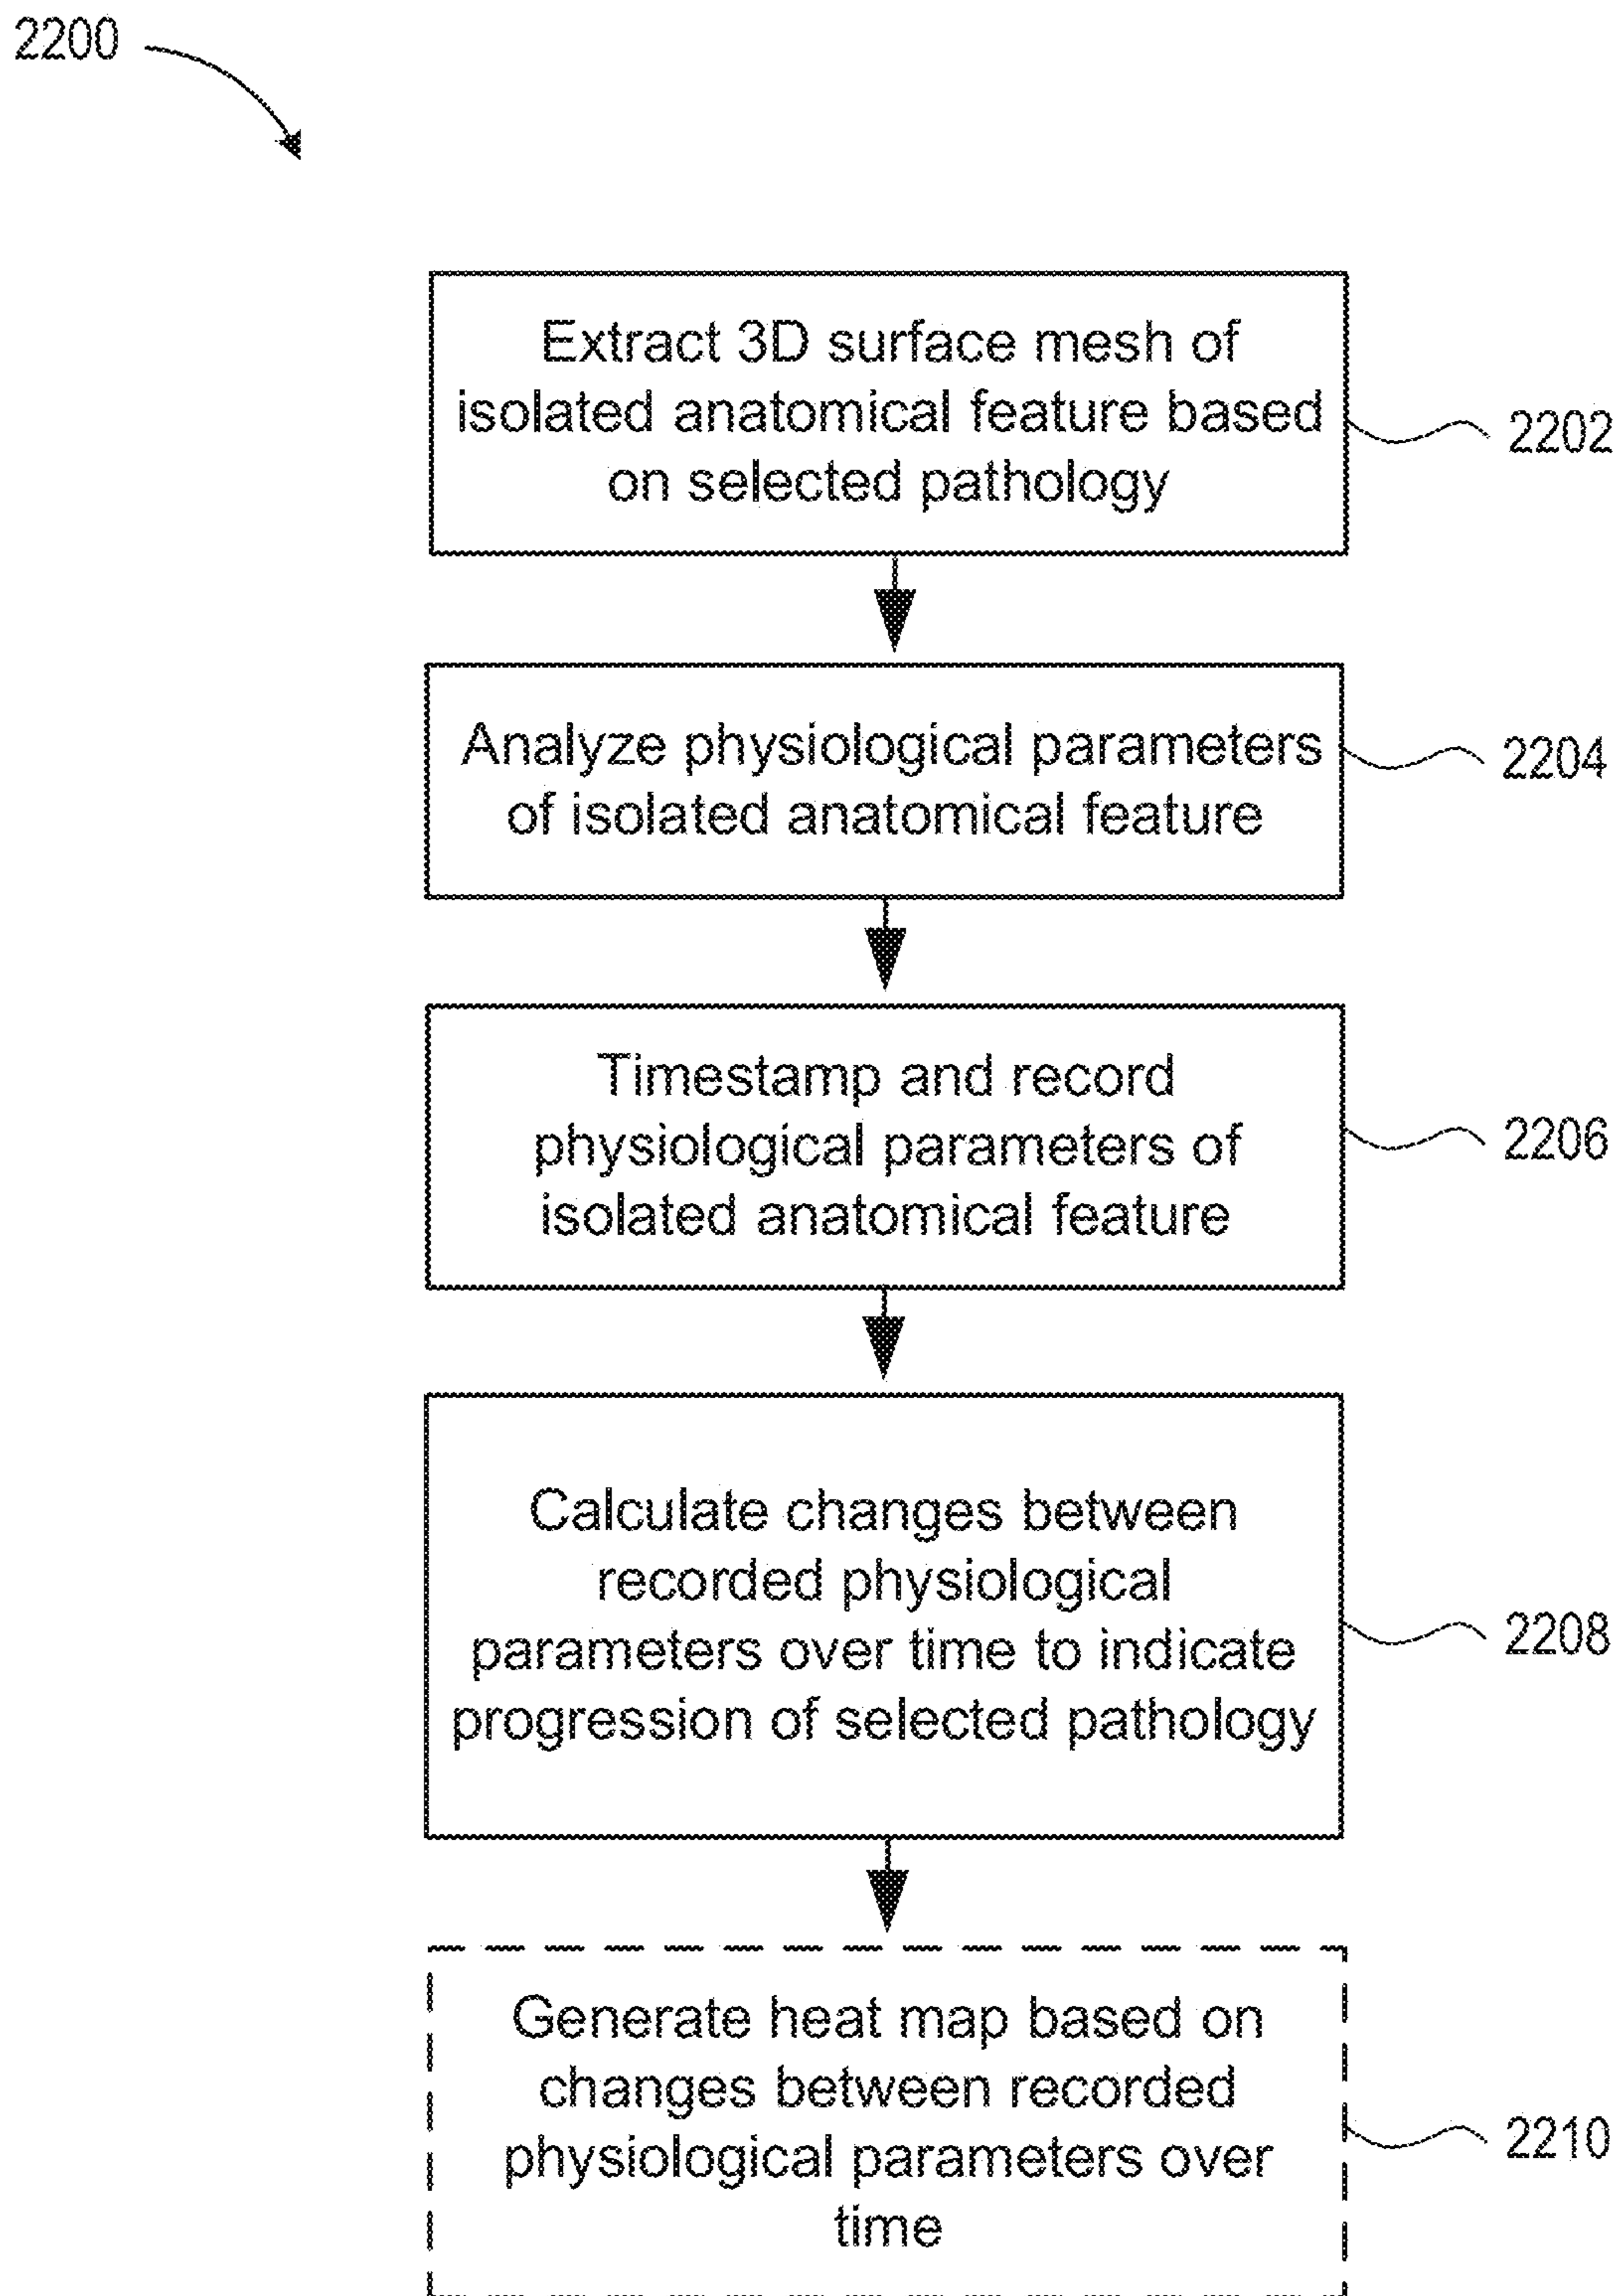 2200
Extract 3D surface mesh of
isolated anatomical feature based
on selected pathology
2202
Analyze physiological parameters
of isolated anatomical feature
2204
Timestamp and record
physiological parameters of
isolated anatomical feature
2206
Calculate changes between
recorded physiological
parameters over time to indicate
progression of selected pathology
2208
Generate heat map based on
changes between recorded
physiological parameters over
time
2210